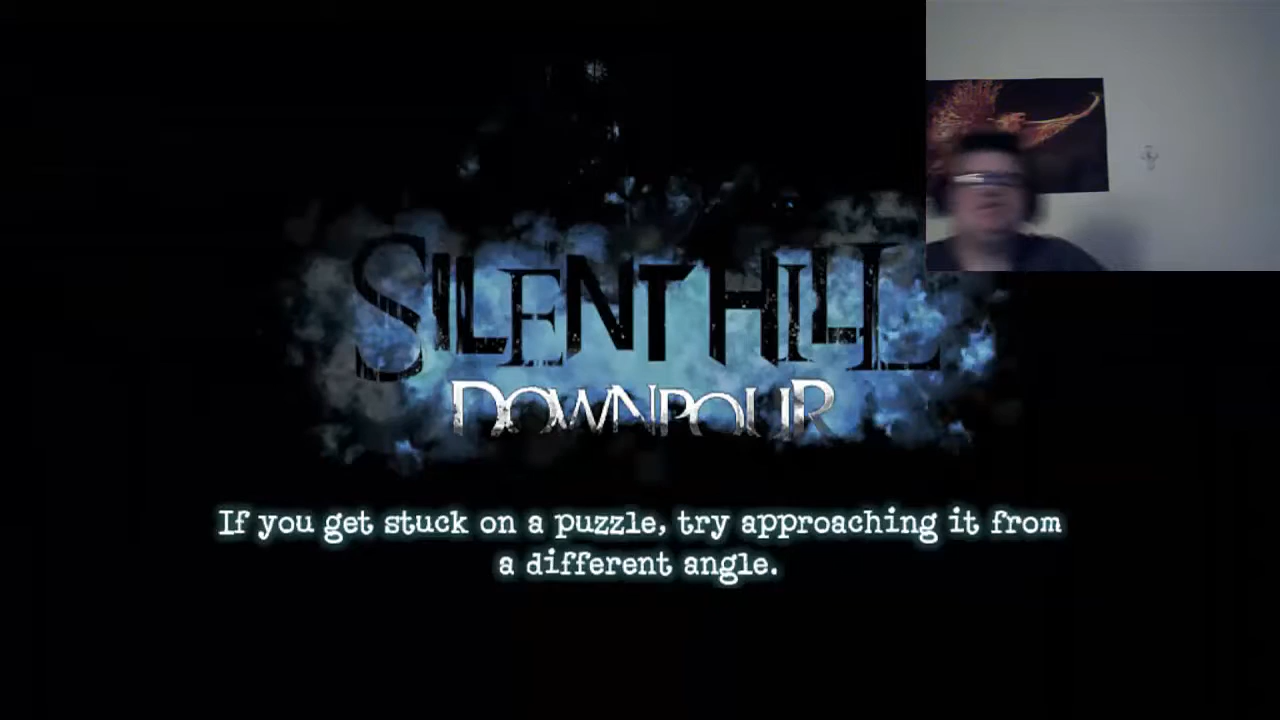 SILENT HILL
DOWNPOUR
If you get stuck on a puzzle, try approaching it from
a different angle.